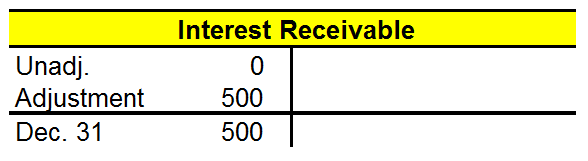 Interest Receivable
Unadj. 0
Adjustment 500
Dec. 31 500